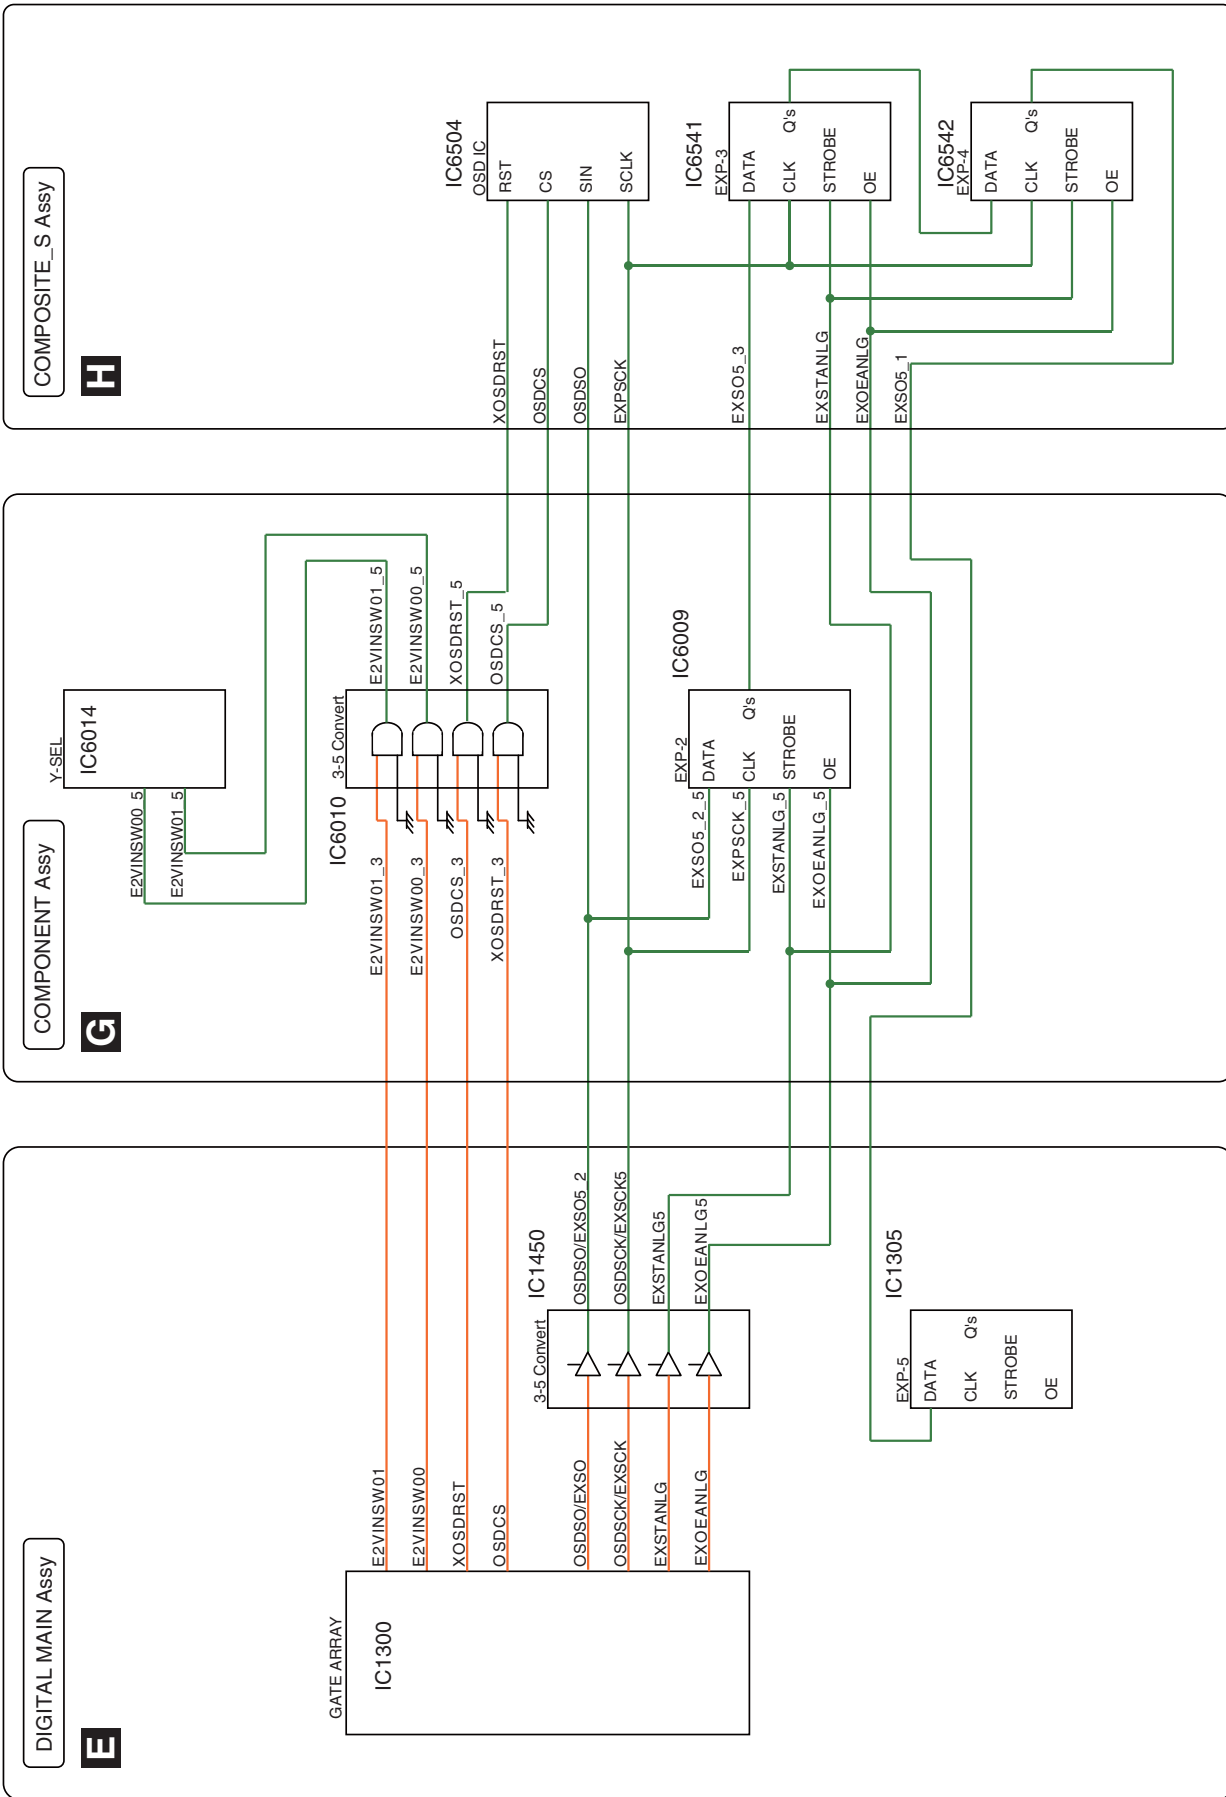 DIGITAL MAIN Assy
E
GATE ARRAY
IC1300
E2VINSW01
E2VINSW00
XOSDRST
OSDCS
OSDSO/EXSO
OSDSCK/EXSCK
EXSTANLG
EXOEANLG
3-5 Convert
IC1450
OSDSO/EXSO5_2
OSDSCK/EXSCK5
EXSTANLG5
EXOEANLG5
EXP-5
IC1305
DATA
CLK
Q's
STROBE
OE
COMPONENT Assy
G
Y-SEL
IC6014
E2VINSW00_5
E2VINSW01_5
IC6010
3-5 Convert
E2VINSW01_3
E2VINSW00_3
OSDCS_3
XOSDRST_3
E2VINSW01_5
E2VINSW00_5
XOSDRST_5
OSDCS_5
EXP-2
IC6009
EXSO5_2_5
EXPSCK_5
EXSTANLG_5
EXOEANLG_5
DATA
CLK
Q's
STROBE
OE
COMPOSITE_S Assy
H
XOSDRST
OSDCS
OSDSO
EXPSCK
EXSO5_3
EXSTANLG
EXOEANLG
EXSO5_1
IC6504
OSD IC
RST
CS
SIN
SCLK
IC6541
EXP-3
DATA
CLK
Q's
STROBE
OE
IC6542
EXP-4
DATA
CLK
Q's
STROBE
OE